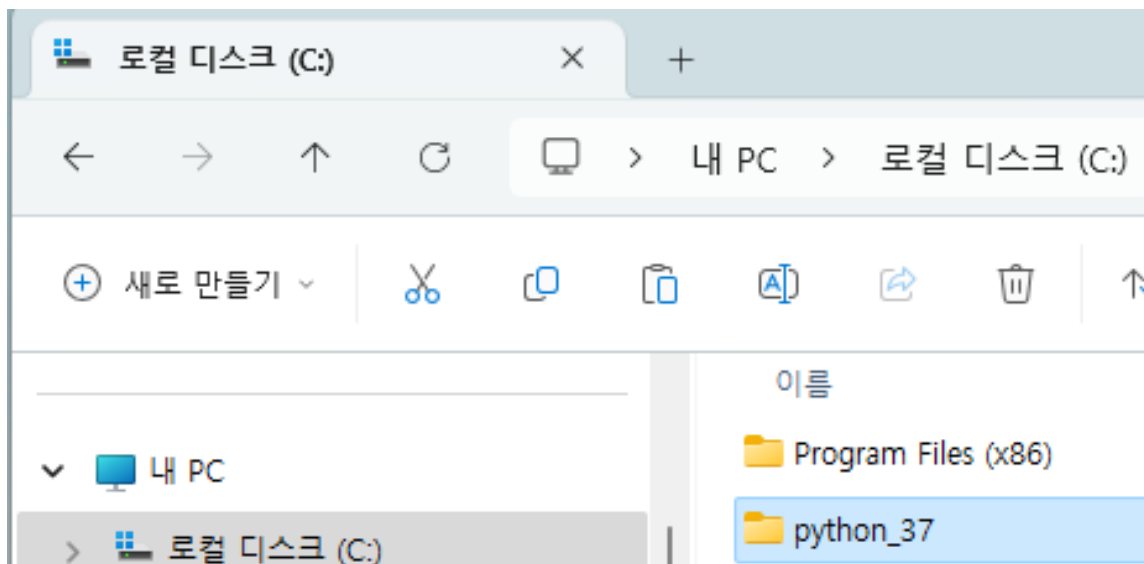 로컬 디스크 (C:)
내 PC > 로컬 디스크 (C:)
새로 만들기
이름
내 PC
Program Files (x86)
로컬 디스크 (C:)
python_37